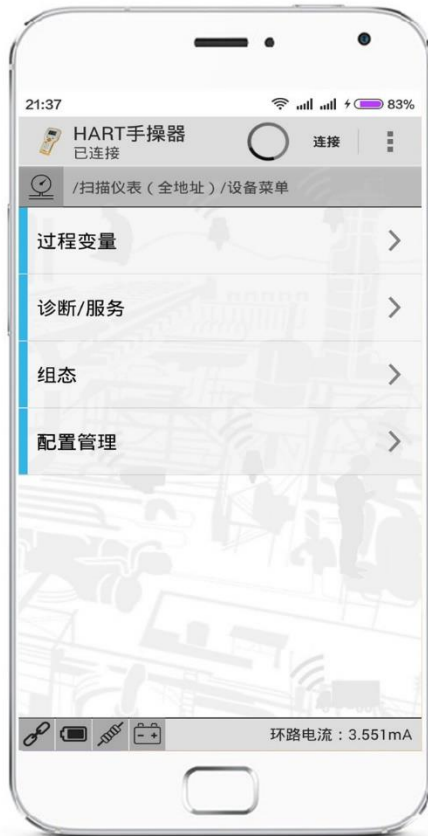 21:37 83%
HART手操器
已连接
连接
/扫描仪表(全地址)/设备菜单
过程变量
诊断/服务
组态
配置管理
环路电流:3.551mA